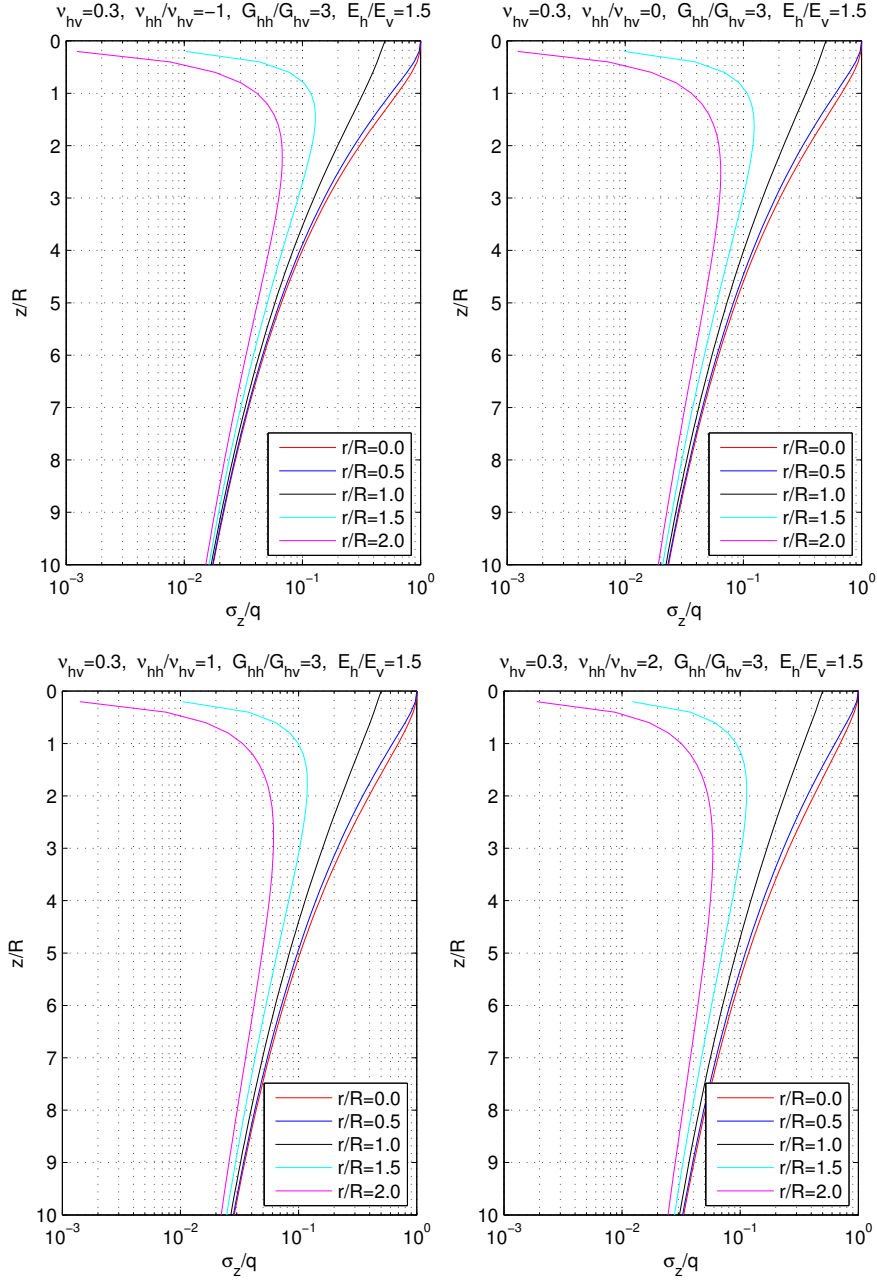 ν_hv=0.3, ν_hh/ν_hv=−1, G_hh/G_hv=3, E_h/E_v=1.5
0
1
2
3
4
5
6
7
8
9
10
z/R
r/R=0.0
r/R=0.5
r/R=1.0
r/R=1.5
r/R=2.0
10^−3
10^−2
10^−1
10^0
σ_z/q
ν_hv=0.3, ν_hh/ν_hv=0, G_hh/G_hv=3, E_h/E_v=1.5
0
1
2
3
4
5
6
7
8
9
10
z/R
r/R=0.0
r/R=0.5
r/R=1.0
r/R=1.5
r/R=2.0
10^−3
10^−2
10^−1
10^0
σ_z/q
ν_hv=0.3, ν_hh/ν_hv=1, G_hh/G_hv=3, E_h/E_v=1.5
0
1
2
3
4
5
6
7
8
9
10
z/R
r/R=0.0
r/R=0.5
r/R=1.0
r/R=1.5
r/R=2.0
10^−3
10^−2
10^−1
10^0
σ_z/q
ν_hv=0.3, ν_hh/ν_hv=2, G_hh/G_hv=3, E_h/E_v=1.5
0
1
2
3
4
5
6
7
8
9
10
z/R
r/R=0.0
r/R=0.5
r/R=1.0
r/R=1.5
r/R=2.0
10^−3
10^−2
10^−1
10^0
σ_z/q